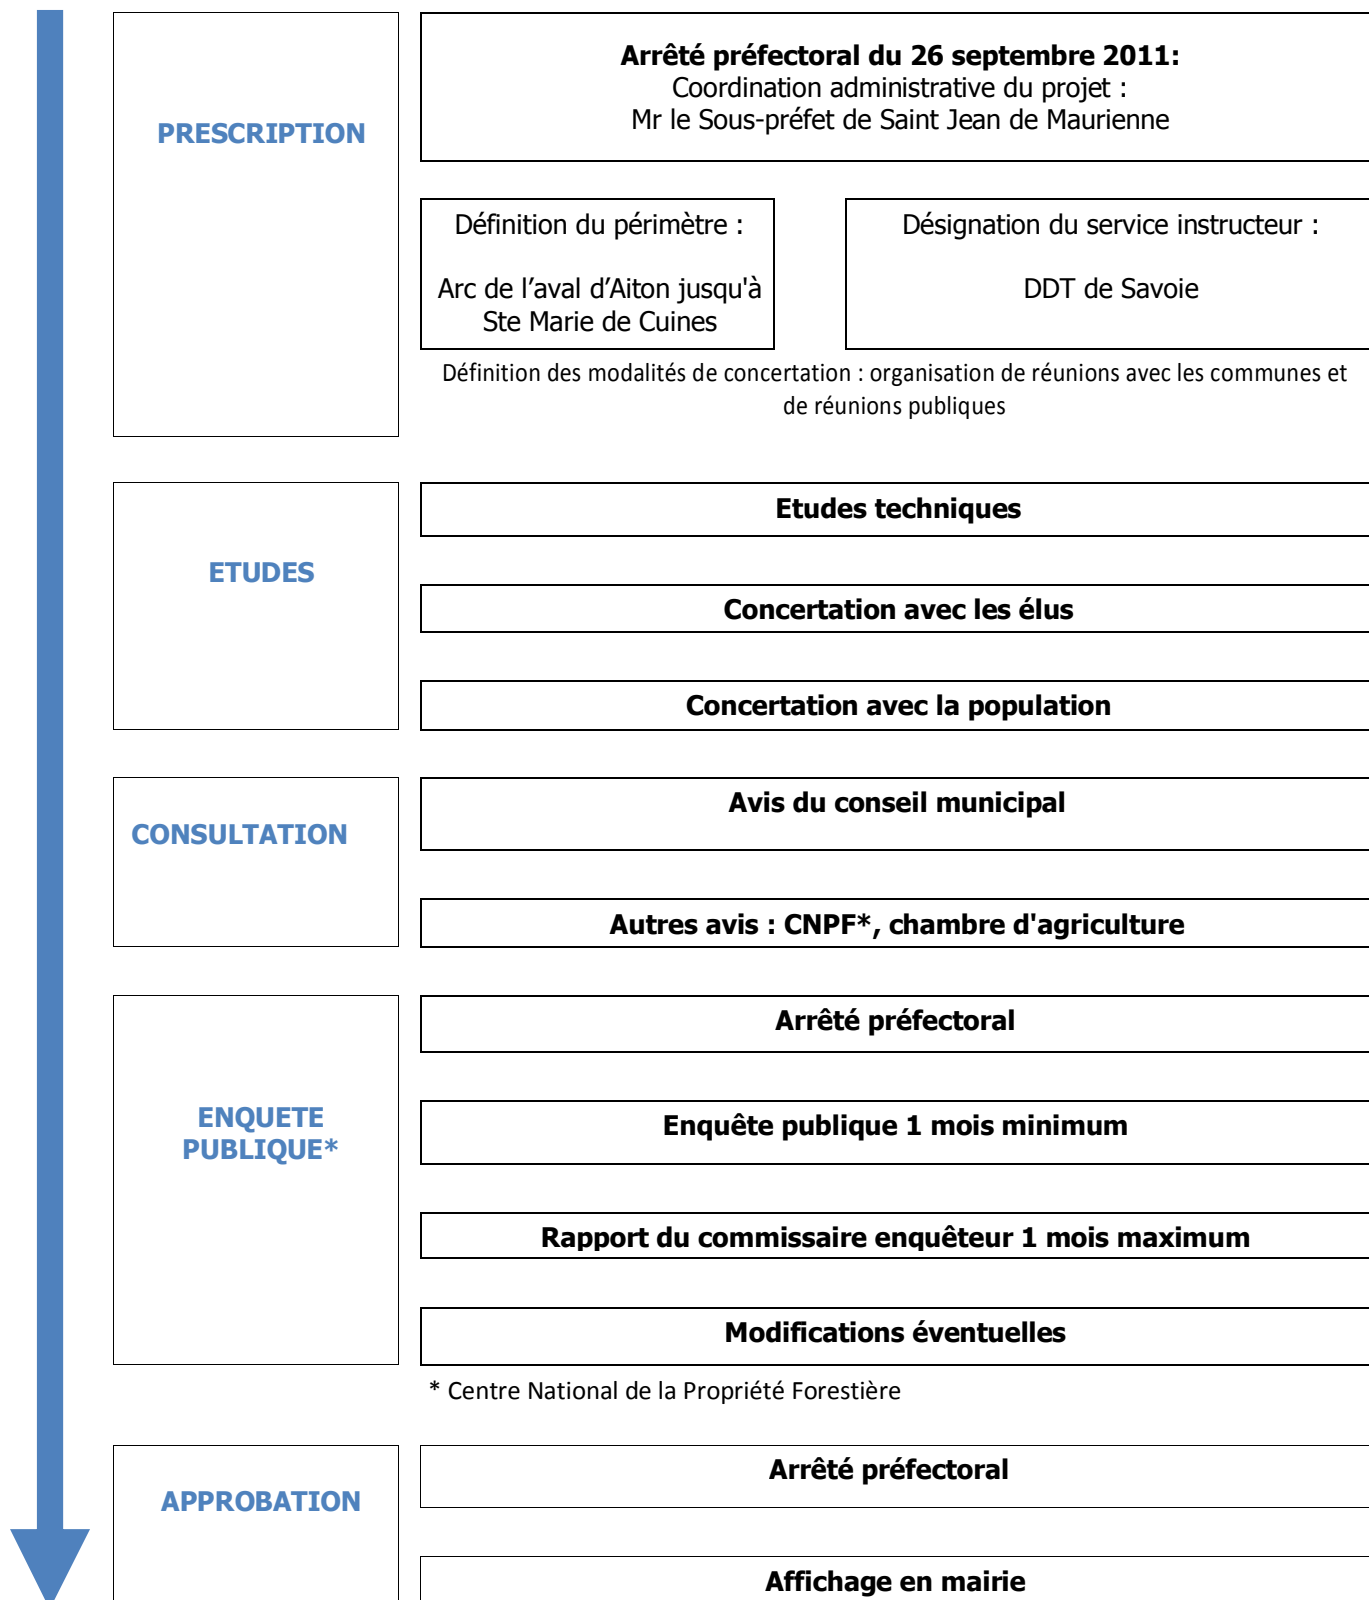 PRESCRIPTION
Arrêté préfectoral du 26 septembre 2011:
Coordination administrative du projet :
Mr le Sous-préfet de Saint Jean de Maurienne
Définition du périmètre :
Arc de l’aval d’Aiton jusqu'à
Ste Marie de Cuines
Désignation du service instructeur :
DDT de Savoie
Définition des modalités de concertation : organisation de réunions avec les communes et
de réunions publiques
ETUDES
Etudes techniques
Concertation avec les élus
Concertation avec la population
CONSULTATION
Avis du conseil municipal
Autres avis : CNPF*, chambre d'agriculture
ENQUETE
PUBLIQUE*
Arrêté préfectoral
Enquête publique 1 mois minimum
Rapport du commissaire enquêteur 1 mois maximum
Modifications éventuelles
* Centre National de la Propriété Forestière
APPROBATION
Arrêté préfectoral
Affichage en mairie